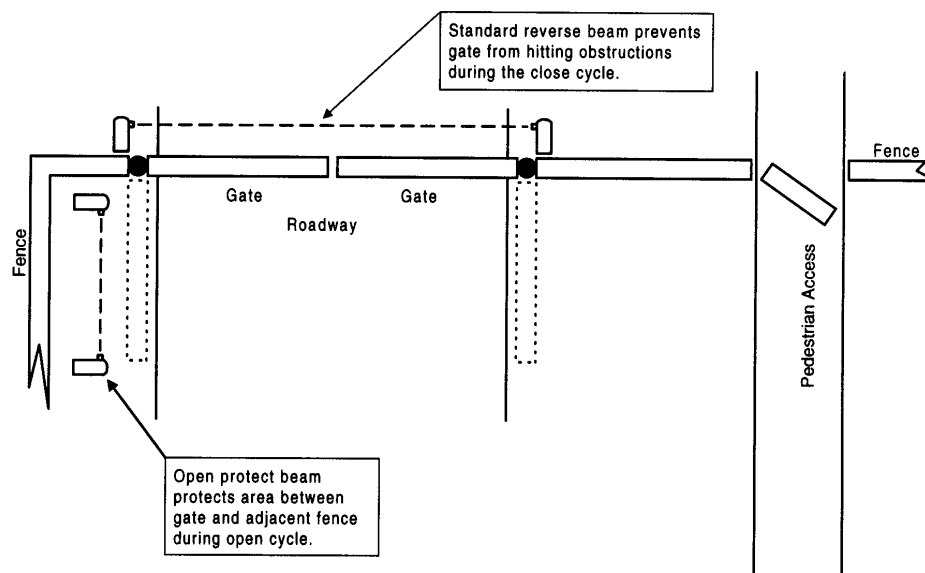 Standard reverse beam prevents
gate from hitting obstructions
during the close cycle.
Fence
Gate
Gate
Roadway
Fence
Pedestrian Access
Open protect beam
protects area between
gate and adjacent fence
during open cycle.